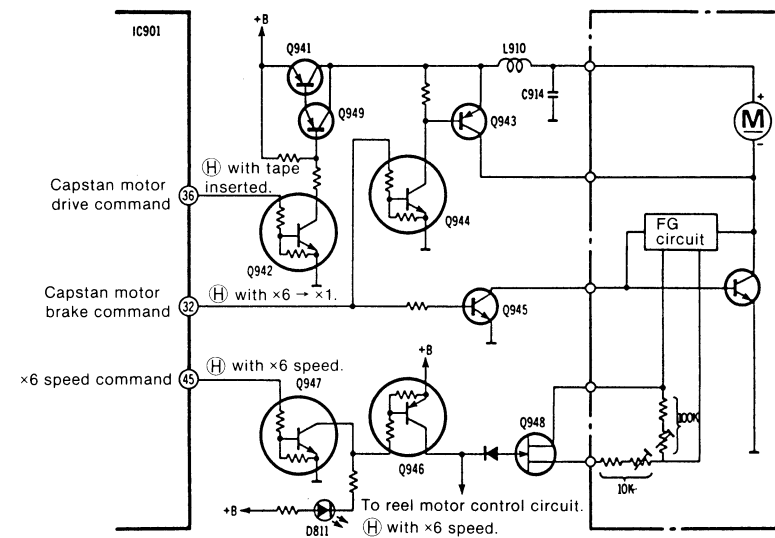 IC901
+B
Q941
Q949
L910
C914
Q943
+
M
-
Ⓗ with tape
inserted.
Capstan motor
drive command
36
Q942
Q944
FG
circuit
Capstan motor
brake command
32
Ⓗ with ×6 → ×1.
Q945
×6 speed command
45
Ⓗ with ×6 speed.
+B
Q947
Q946
Q948
100K
10K
+B
D811
To reel motor control circuit.
Ⓗ with ×6 speed.